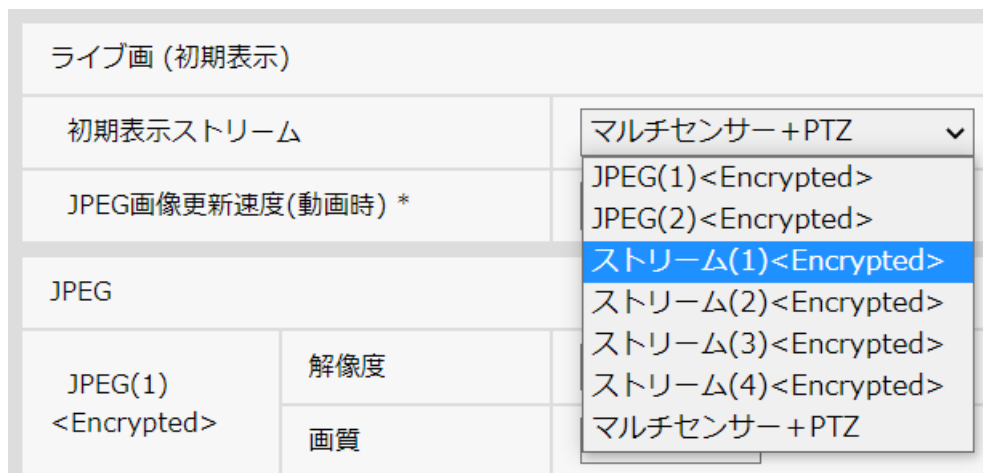 ライブ画 (初期表示)
初期表示ストリーム
マルチセンサー+PTZ
JPEG(1)<Encrypted>
JPEG(2)<Encrypted>
ストリーム(1)<Encrypted>
ストリーム(2)<Encrypted>
ストリーム(3)<Encrypted>
ストリーム(4)<Encrypted>
マルチセンサー+PTZ
JPEG画像更新速度(動画時) *
JPEG
JPEG(1)
<Encrypted>
解像度
画質